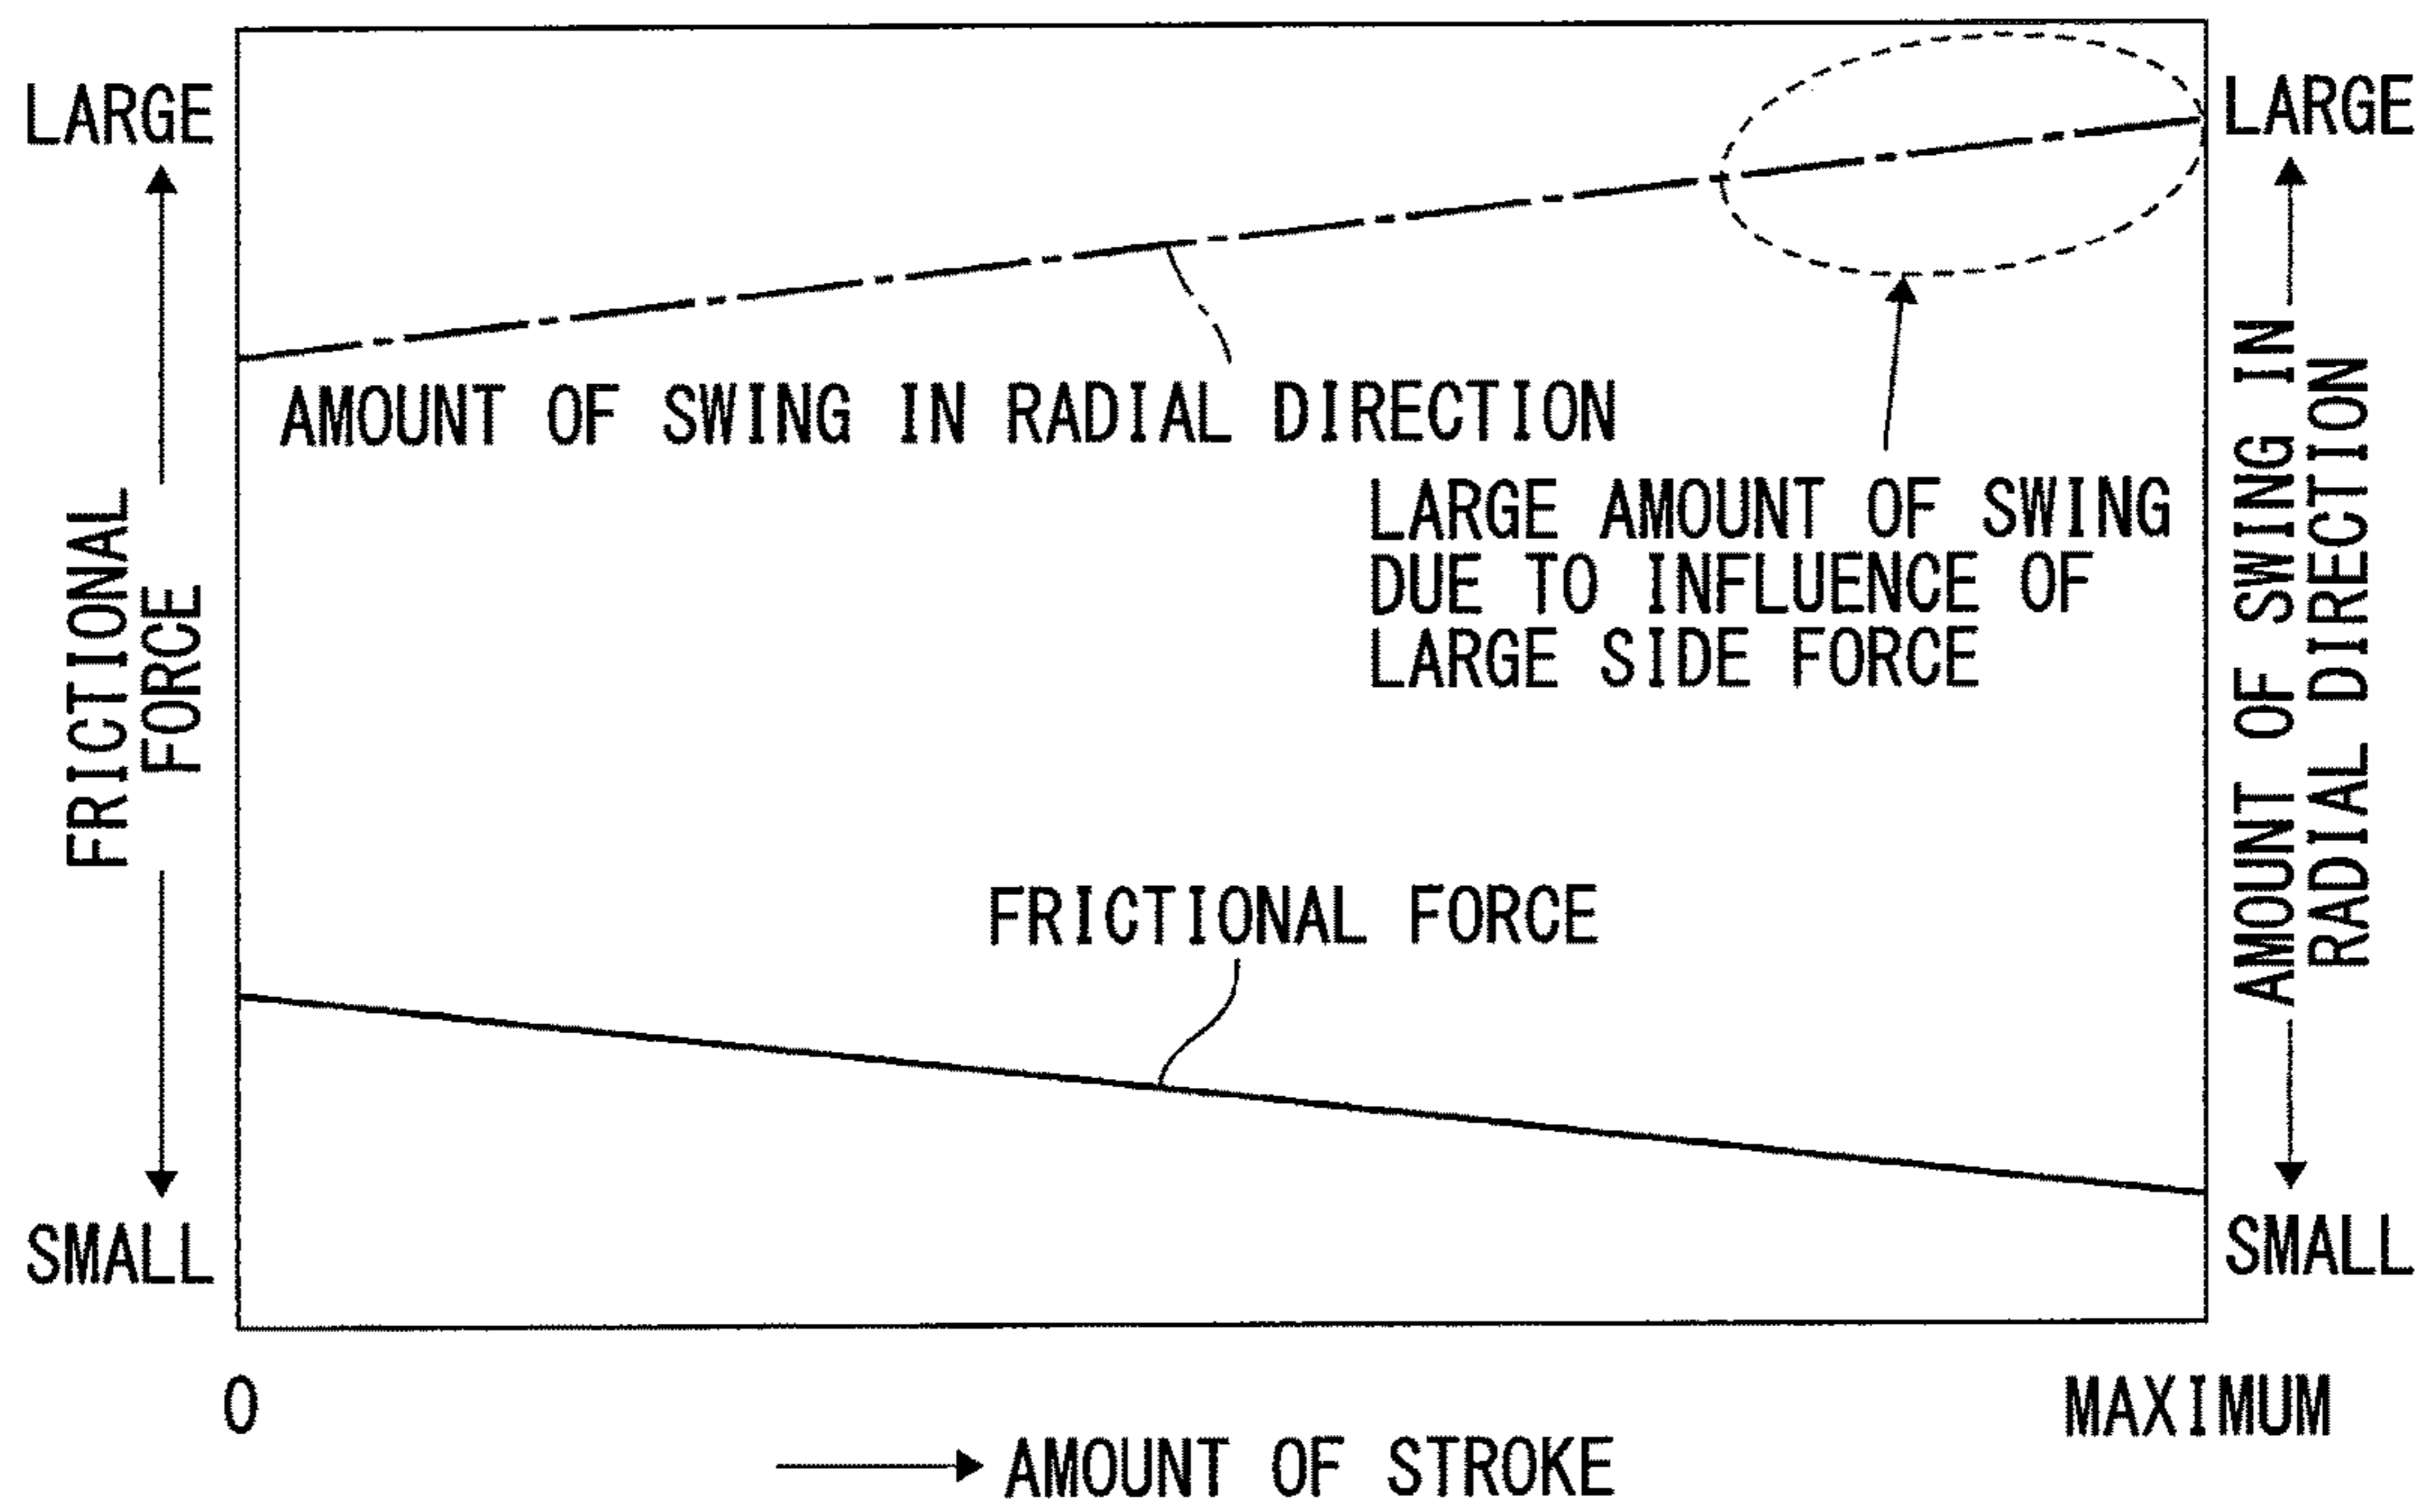 LARGE
FRICTIONAL
FORCE
SMALL
AMOUNT OF SWING IN RADIAL DIRECTION
LARGE AMOUNT OF SWING
DUE TO INFLUENCE OF
LARGE SIDE FORCE
FRICTIONAL FORCE
LARGE
AMOUNT OF SWING IN
RADIAL DIRECTION
SMALL
0
MAXIMUM
AMOUNT OF STROKE